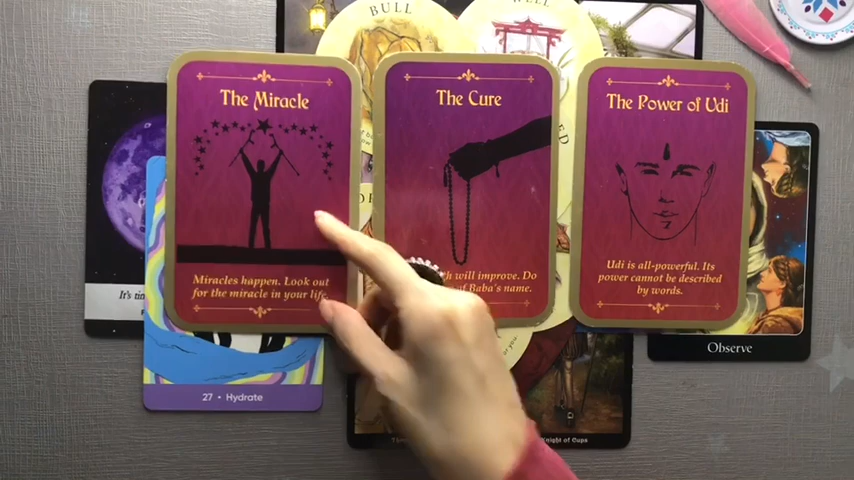 BULL
WELL
The Miracle
Miracles happen. Look out
for the miracle in your life.
The Cure
will improve. Do
of Baba's name.
The Power of Udi
Udi is all-powerful. Its
power cannot be described
by words.
It's
27 • Hydrate
Observe
Knight of Cups